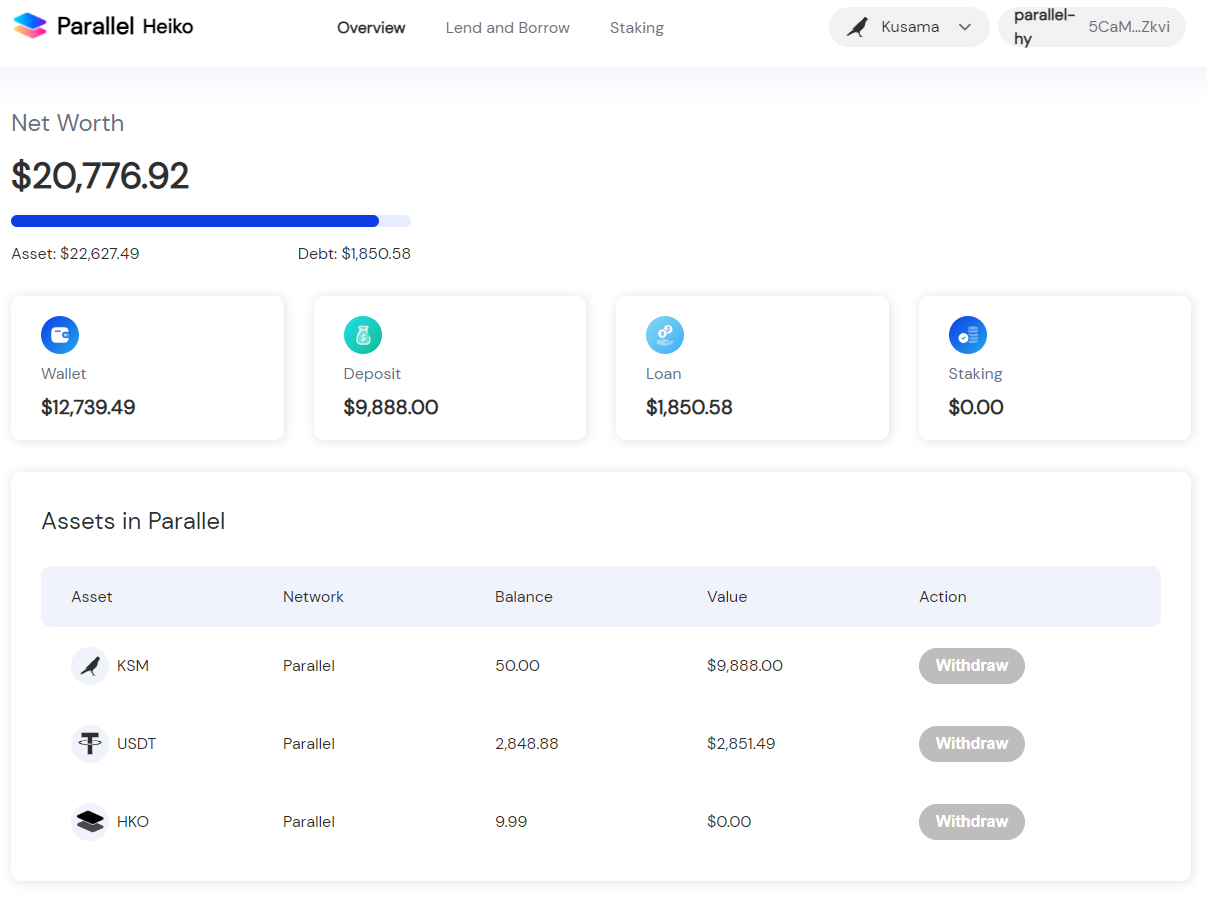 Parallel Heiko Overview Lend and Borrow Staking Kusama parallel-hy 5CaM...Zkvi
Net Worth
$20,776.92
Asset: $22,627.49 Debt: $1,850.58
Wallet Deposit Loan Staking
$12,739.49 $9,888.00 $1,850.58 $0.00
Assets in Parallel
Asset Network Balance Value Action
KSM Parallel 50.00 $9,888.00 Withdraw
USDT Parallel 2,848.88 $2,851.49 Withdraw
HKO Parallel 9.99 $0.00 Withdraw